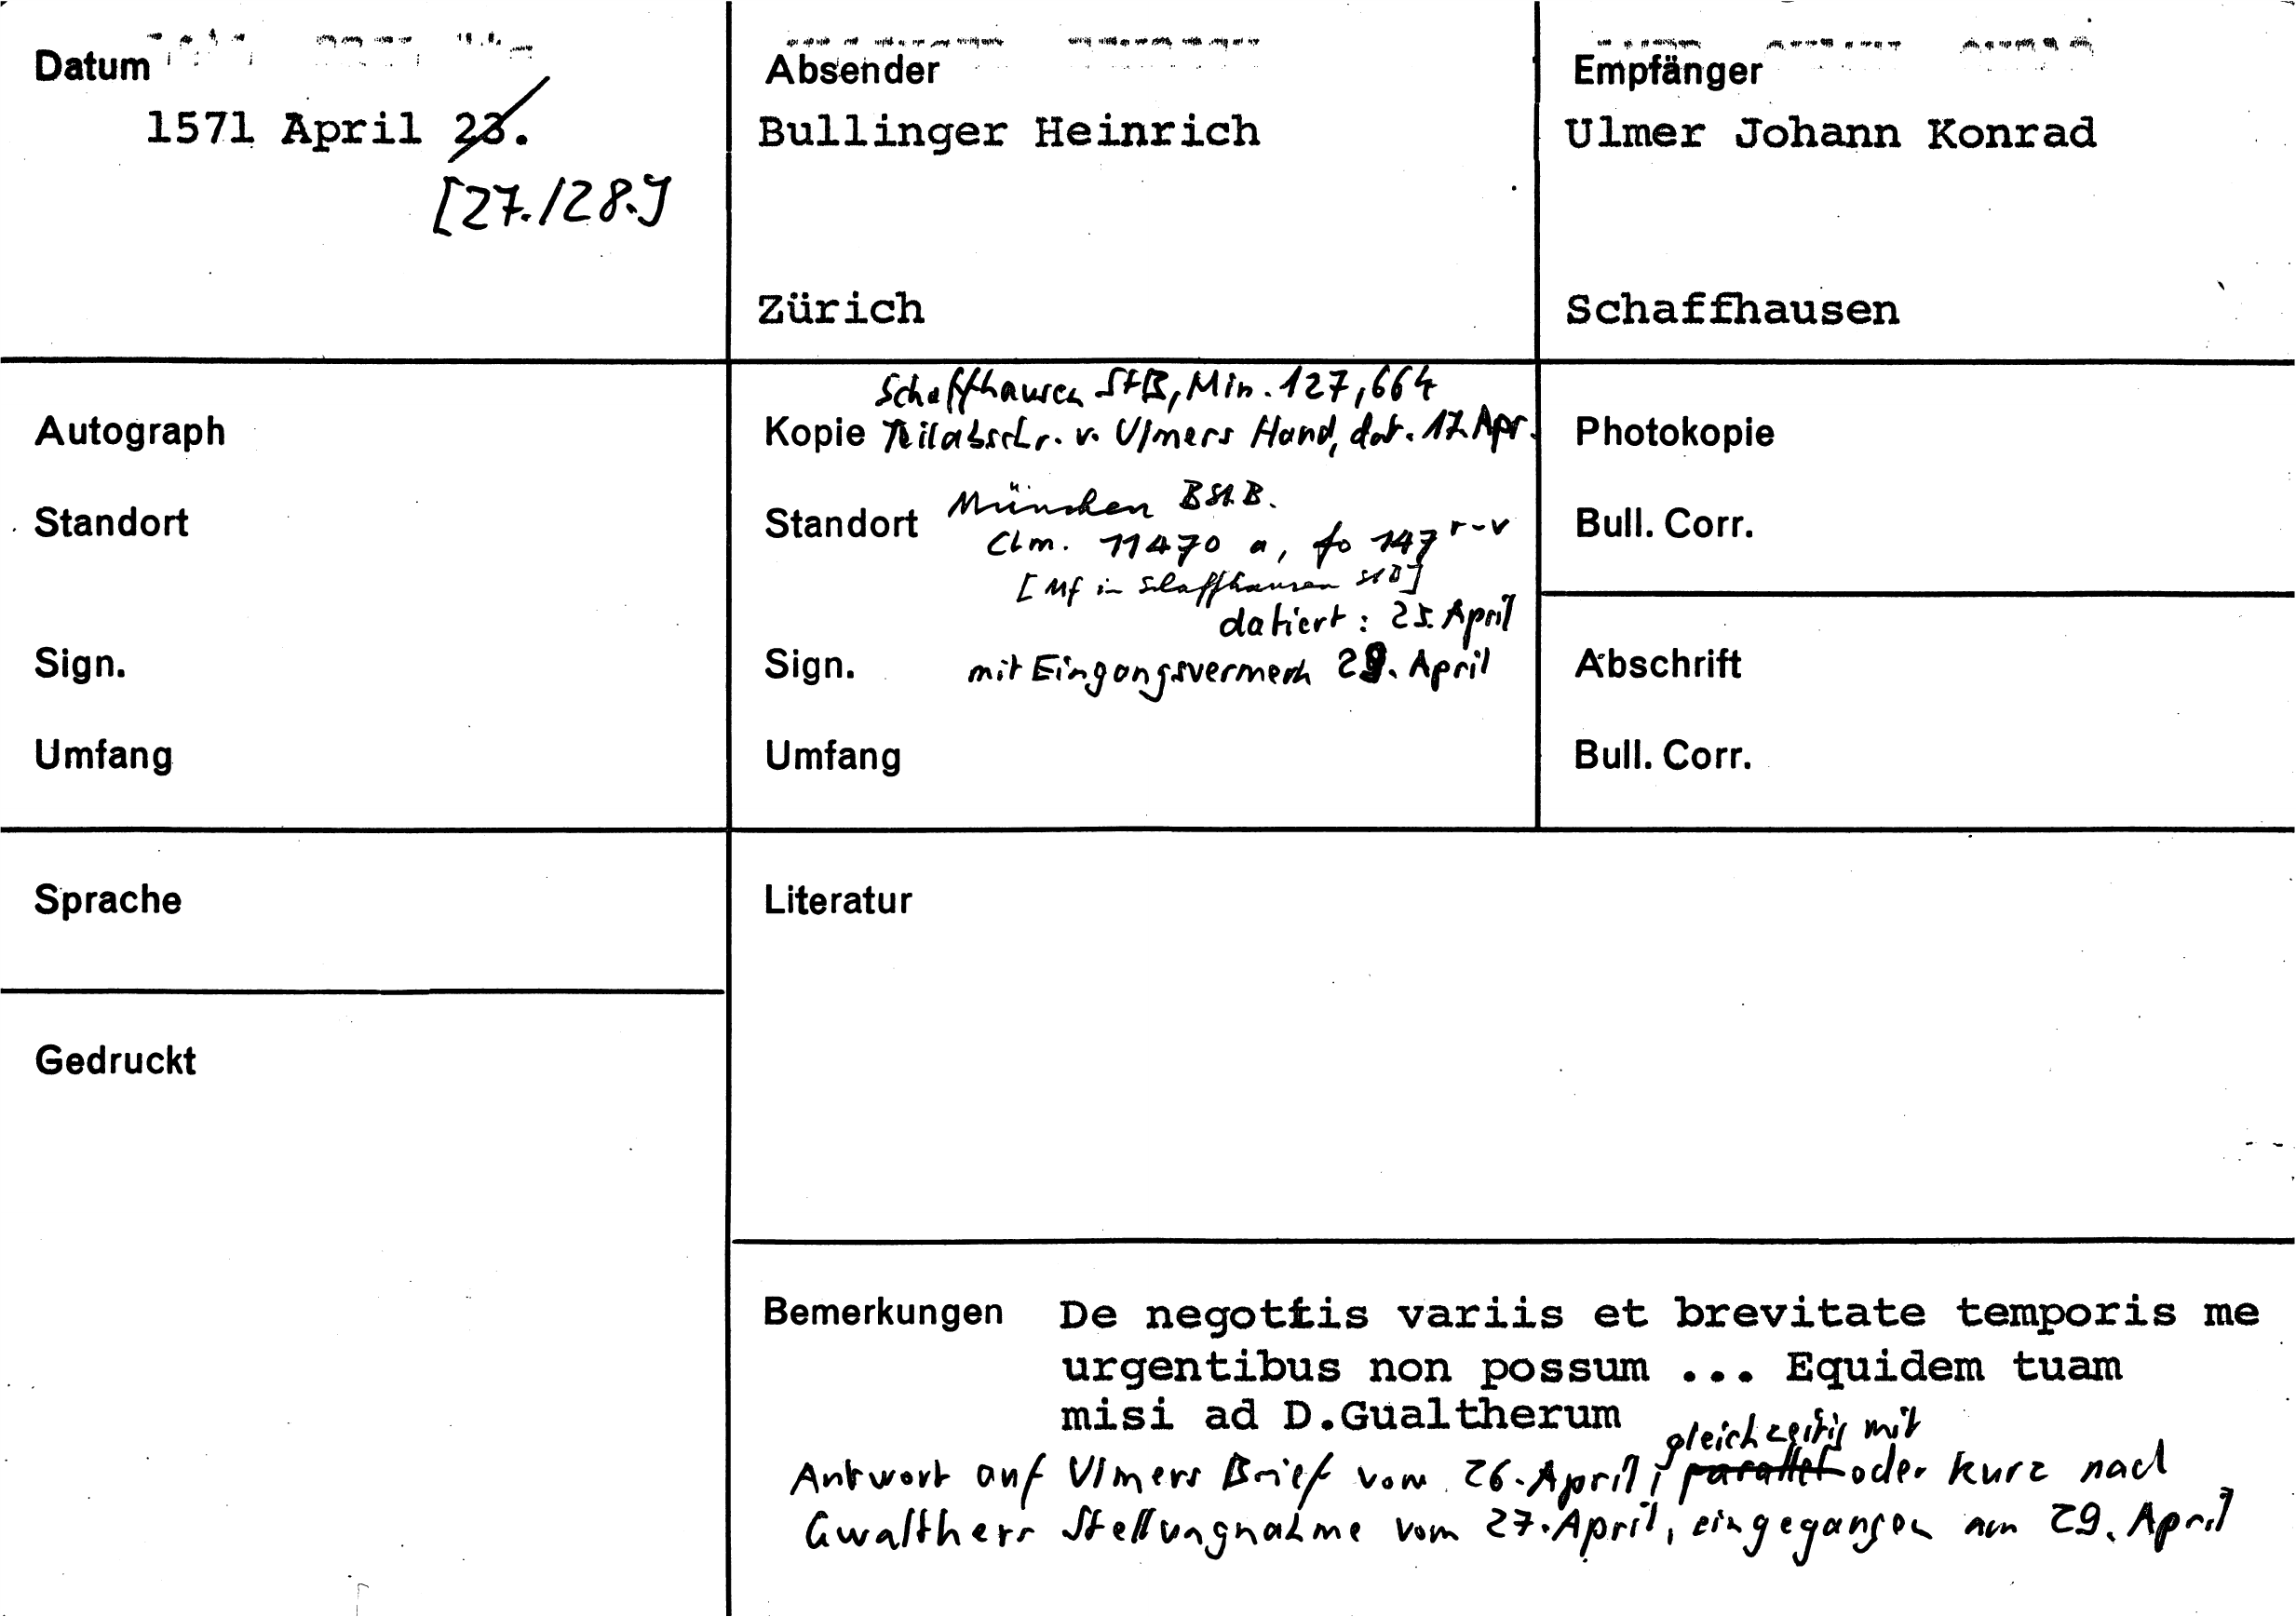 Datum
1571 April 23.
[27./28.]
Absender
Bullinger Heinrich
Zürich
Empfänger
Ulmer Johann Konrad
Schaffhausen
Autograph
Standort
Sign.
Umfang
Schaffhausen StB, Min. 127, 664
Kopie Teilabschr. v. Ulmers Hand, dat. 17. Apr.
Standort München BStB.
Clm. 11470 a, fo 147 r-v
[Mf in Schaffhausen StB]
datiert: 25. April
Sign. mit Eingangsvermerk 29. April
Umfang
Photokopie
Bull. Corr.
Abschrift
Bull. Corr.
Sprache
Gedruckt
Literatur
Bemerkungen De negotiis variis et brevitate temporis me
urgentibus non possum ... Equidem tuam
misi ad D.Gualtherum
gleichzeitig mit
Antwort auf Ulmers Brief vom 26. April; parallel oder kurz nach
Gwalthers Stellungnahme vom 27. April, eingegangen am 29. April